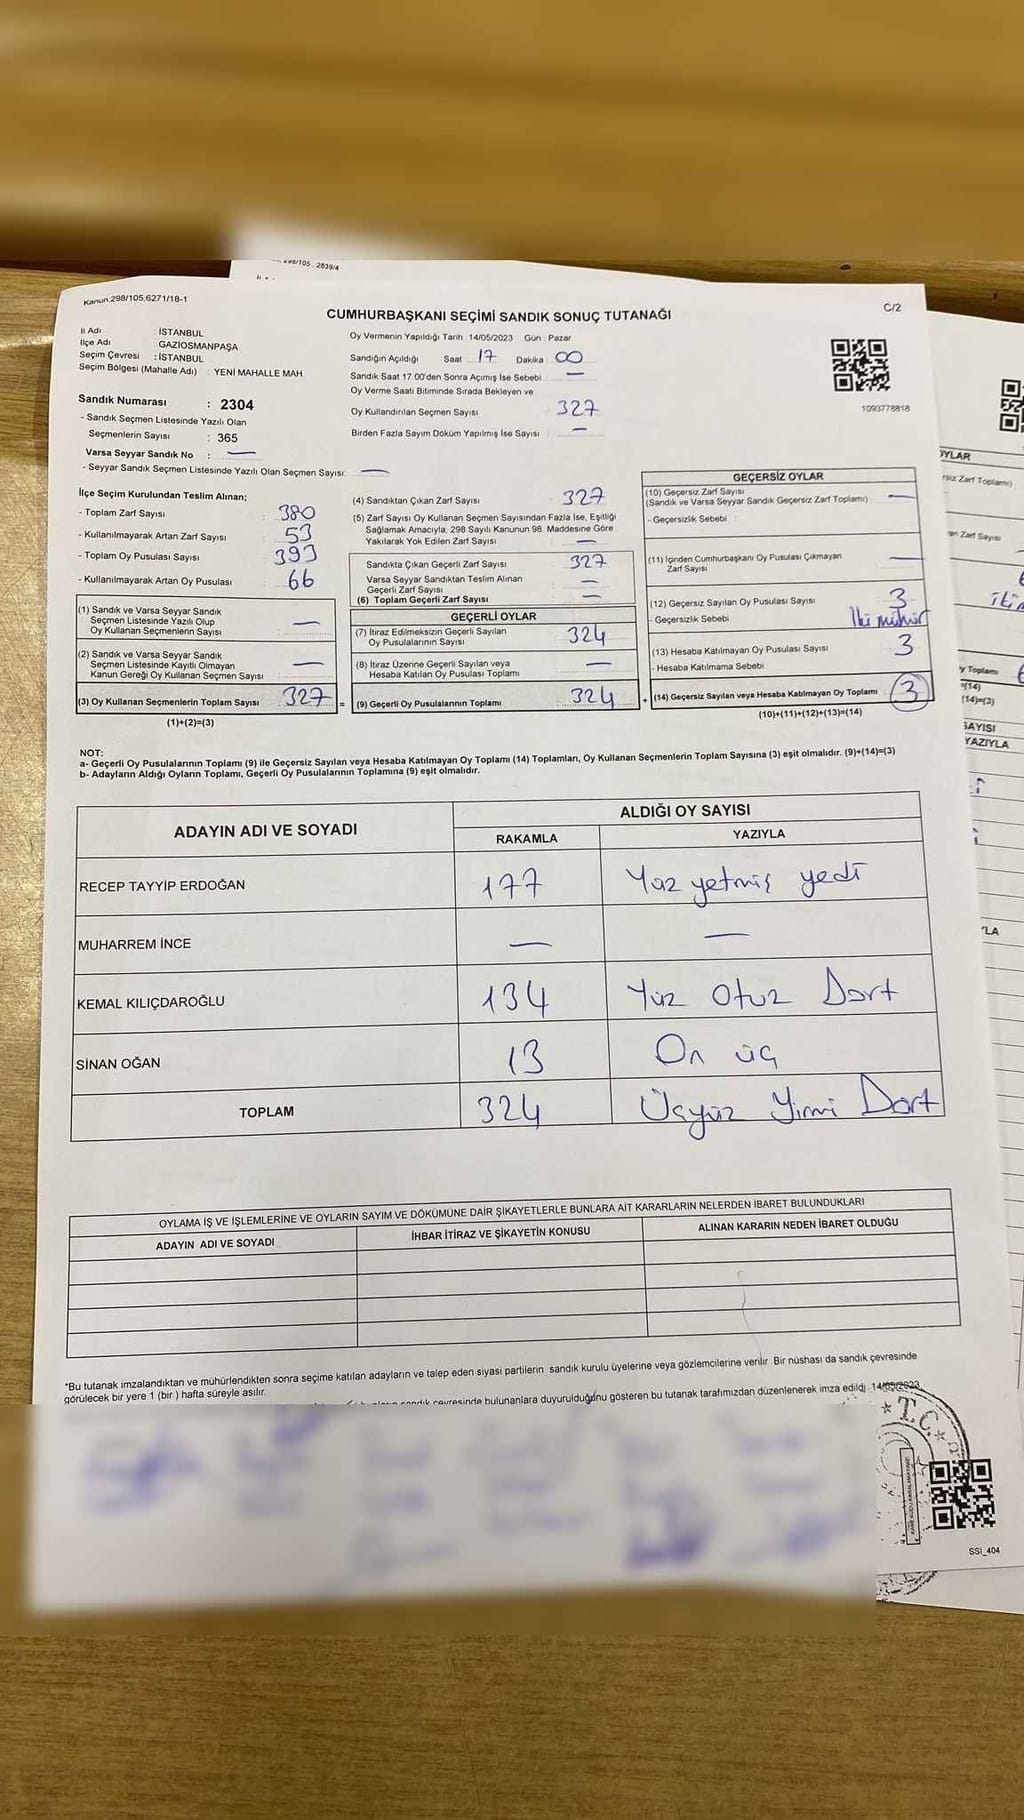 298/105 . 2839/4
Kanun.298/105,6271/18-1
C/2
CUMHURBAŞKANI SEÇİMİ SANDIK SONUÇ TUTANAĞI
İl Adı : İSTANBUL
İlçe Adı : GAZİOSMANPAŞA
Seçim Çevresi : İSTANBUL
Seçim Bölgesi (Mahalle Adı) : YENİ MAHALLE MAH.
Oy Vermenin Yapıldığı Tarih : 14/05/2023 Gün : Pazar
Sandığın Açıldığı Saat 17 Dakika : 00
Sandık Saat 17.00'den Sonra Açımış İse Sebebi : —
Oy Verme Saati Bitiminde Sırada Bekleyen ve
Oy Kullandırılan Seçmen Sayısı : 327
Birden Fazla Sayım Döküm Yapılmış İse Sayısı : —
1093778818
Sandık Numarası : 2304
- Sandık Seçmen Listesinde Yazılı Olan
Seçmenlerin Sayısı : 365
Varsa Seyyar Sandık No : —
- Seyyar Sandık Seçmen Listesinde Yazılı Olan Seçmen Sayısı: —
İlçe Seçim Kurulundan Teslim Alınan;
- Toplam Zarf Sayısı : 380
- Kullanılmayarak Artan Zarf Sayısı : 53
- Toplam Oy Pusulası Sayısı : 393
- Kullanılmayarak Artan Oy Pusulası : 66
(1) Sandık ve Varsa Seyyar Sandık
Seçmen Listesinde Yazılı Olup
Oy Kullanan Seçmenlerin Sayısı : —
(2) Sandık ve Varsa Seyyar Sandık
Seçmen Listesinde Kayıtlı Olmayan
Kanun Gereği Oy Kullanan Seçmen Sayısı : —
(3) Oy Kullanan Seçmenlerin Toplam Sayısı : 327 =
(1)+(2)=(3)
(4) Sandıktan Çıkan Zarf Sayısı : 327
(5) Zarf Sayısı Oy Kullanan Seçmen Sayısından Fazla İse, Eşitliği
Sağlamak Amacıyla, 298 Sayılı Kanunun 98. Maddesine Göre
Yakılarak Yok Edilen Zarf Sayısı : —
Sandıkta Çıkan Geçerli Zarf Sayısı : 327
Varsa Seyyar Sandıktan Teslim Alınan
Geçerli Zarf Sayısı : —
(6) Toplam Geçerli Zarf Sayısı : —
GEÇERLİ OYLAR
(7) İtiraz Edilmeksizin Geçerli Sayılan
Oy Pusulalarının Sayısı : 324
(8) İtiraz Üzerine Geçerli Sayılan veya
Hesaba Katılan Oy Pusulası Toplamı : —
(9) Geçerli Oy Pusulalarının Toplamı : 324 +
GEÇERSİZ OYLAR
(10) Geçersiz Zarf Sayısı
(Sandık ve Varsa Seyyar Sandık Geçersiz Zarf Toplamı) : —
- Geçersizlik Sebebi :
(11) İçinden Cumhurbaşkanı Oy Pusulası Çıkmayan
Zarf Sayısı : —
(12) Geçersiz Sayılan Oy Pusulası Sayısı : 3
- Geçersizlik Sebebi : İki mühür
(13) Hesaba Katılmayan Oy Pusulası Sayısı : 3
- Hesaba Katılmama Sebebi :
(14) Geçersiz Sayılan veya Hesaba Katılmayan Oy Toplamı : 3
(10)+(11)+(12)+(13)=(14)
NOT:
a- Geçerli Oy Pusulalarının Toplamı (9) ile Geçersiz Sayılan veya Hesaba Katılmayan Oy Toplamı (14) Toplamları, Oy Kullanan Seçmenlerin Toplam Sayısına (3) eşit olmalıdır. (9)+(14)=(3)
b- Adayların Aldığı Oyların Toplamı, Geçerli Oy Pusulalarının Toplamına (9) eşit olmalıdır.
ADAYIN ADI VE SOYADI ALDIĞI OY SAYISI
RAKAMLA YAZIYLA
RECEP TAYYİP ERDOĞAN 177 Yüz yetmiş yedi
MUHARREM İNCE — —
KEMAL KILIÇDAROĞLU 134 Yüz Otuz Dört
SİNAN OĞAN 13 On üç
TOPLAM 324 Üçyüz Yirmi Dört
OYLAMA İŞ VE İŞLEMLERİNE VE OYLARIN SAYIM VE DÖKÜMÜNE DAİR ŞİKAYETLERLE BUNLARA AİT KARARLARIN NELERDEN İBARET BULUNDUKLARI
ADAYIN ADI VE SOYADI İHBAR İTİRAZ VE ŞİKAYETİN KONUSU ALINAN KARARIN NEDEN İBARET OLDUĞU
*Bu tutanak imzalandıktan ve mühürlendikten sonra seçime katılan adayların ve talep eden siyasi partilerin sandık kurulu üyelerine veya gözlemcilerine verilir. Bir nüshası da sandık çevresinde
görülecek bir yere 1 (bir ) hafta süreyle asılır.
sandık çevresinde bulunanlara duyurulduğunu gösteren bu tutanak tarafımızdan düzenlenerek imza edildi. 14/05/2023
T.C.
SSI_404
OYLAR
Zarf Toplamı)
Zarf Sayısı
Toplamı
=(14)
(14)=(3)
SAYISI
YAZIYLA